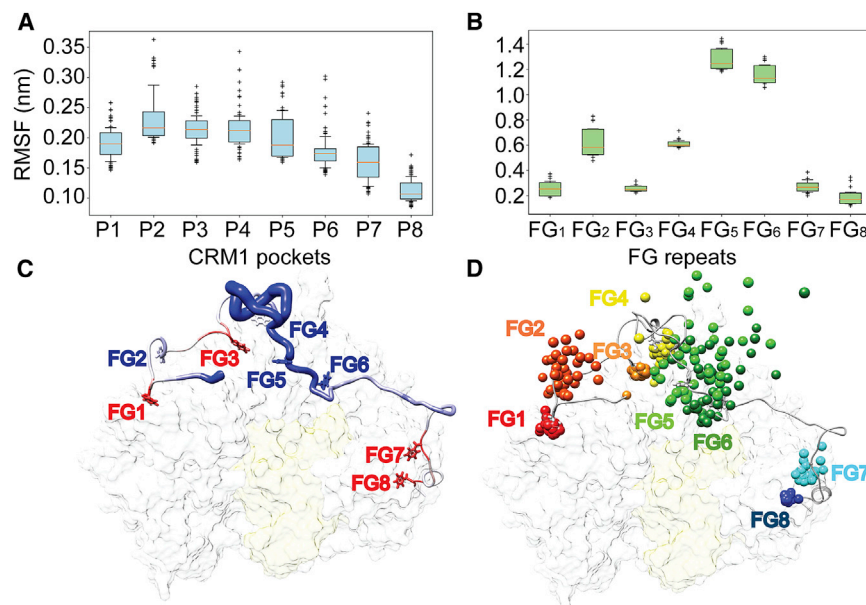 A
RMSF (nm)
0.35
0.30
0.25
0.20
0.15
0.10
P1 P2 P3 P4 P5 P6 P7 P8
CRM1 pockets
B
1.4
1.2
1.0
0.8
0.6
0.4
0.2
FG1 FG2 FG3 FG4 FG5 FG6 FG7 FG8
FG repeats
C
FG4
FG2
FG3
FG5
FG6
FG1
FG7
FG8
D
FG4
FG2
FG3
FG1
FG5
FG6
FG7
FG8